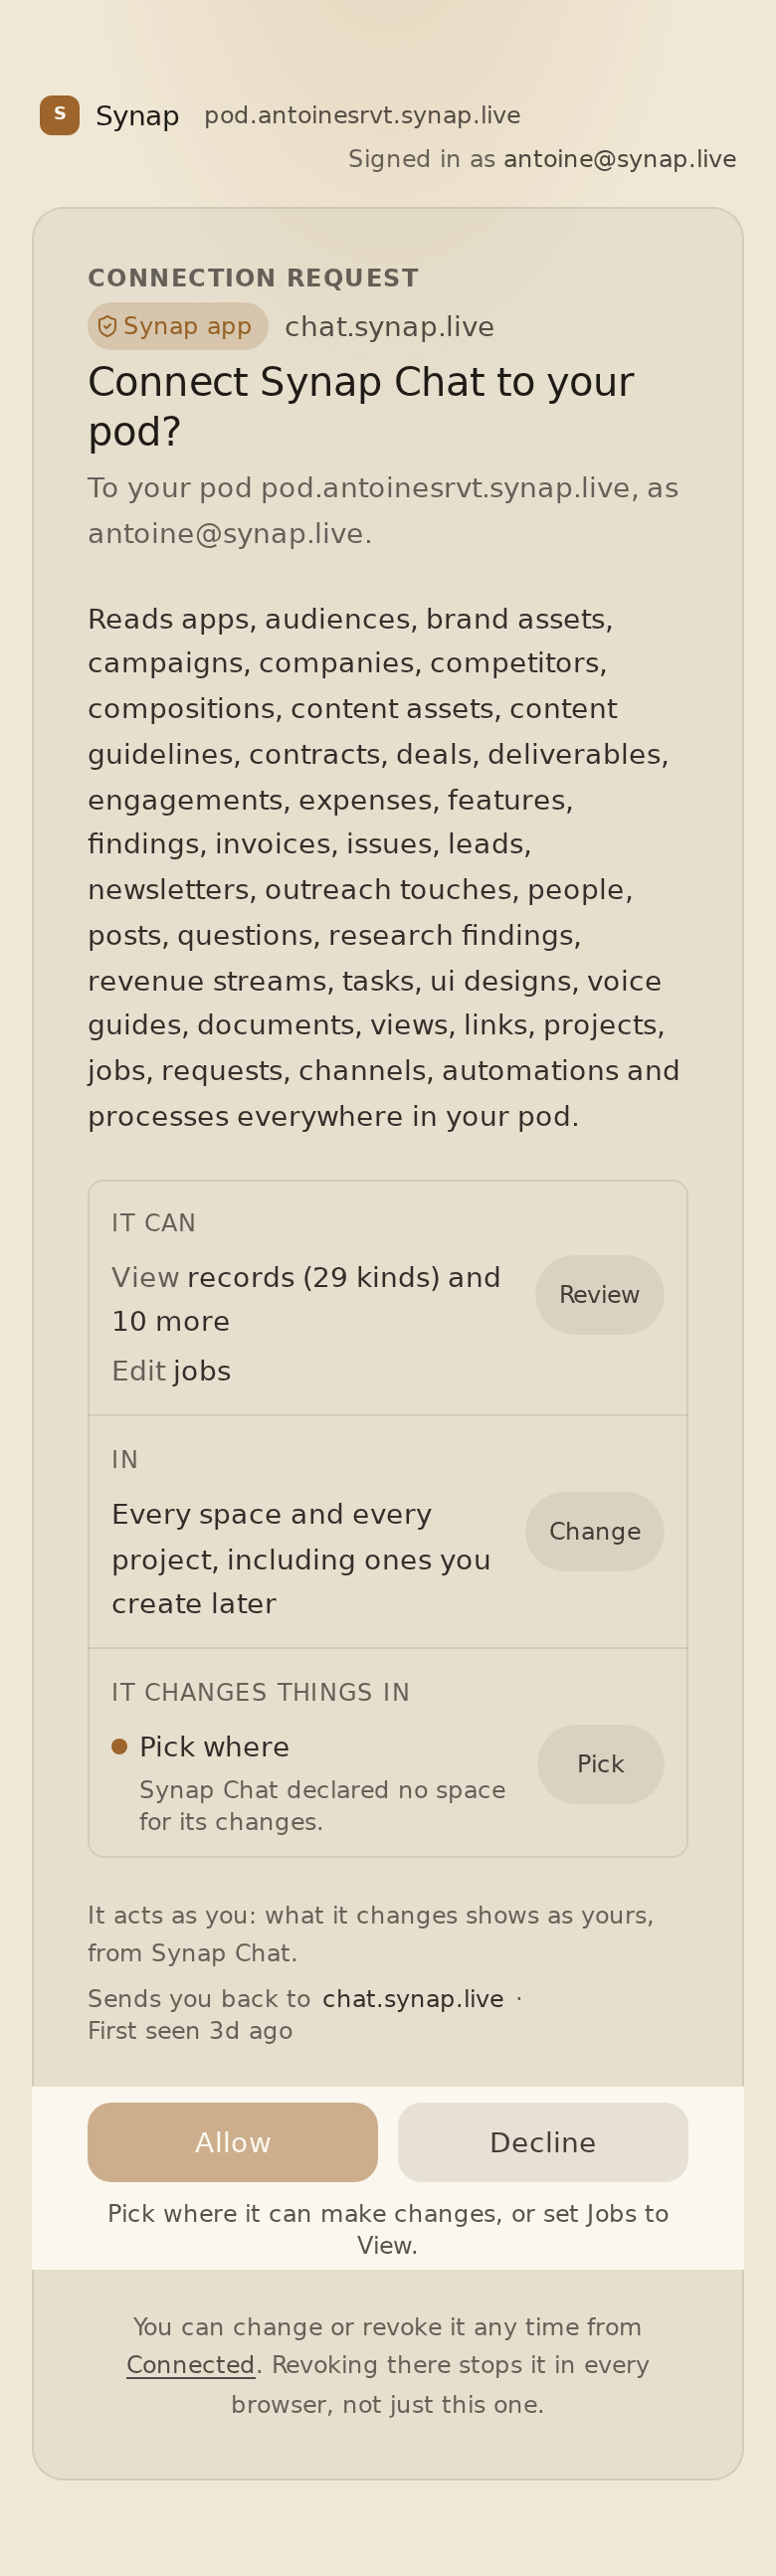 S Synap pod.antoinesrvt.synap.live
Signed in as antoine@synap.live
CONNECTION REQUEST
Synap app chat.synap.live
Connect Synap Chat to your
pod?
To your pod pod.antoinesrvt.synap.live, as
antoine@synap.live.
Reads apps, audiences, brand assets,
campaigns, companies, competitors,
compositions, content assets, content
guidelines, contracts, deals, deliverables,
engagements, expenses, features,
findings, invoices, issues, leads,
newsletters, outreach touches, people,
posts, questions, research findings,
revenue streams, tasks, ui designs, voice
guides, documents, views, links, projects,
jobs, requests, channels, automations and
processes everywhere in your pod.
IT CAN
View records (29 kinds) and
10 more
Review
Edit jobs
IN
Every space and every
project, including ones you
create later
Change
IT CHANGES THINGS IN
Pick where
Synap Chat declared no space
for its changes.
Pick
It acts as you: what it changes shows as yours,
from Synap Chat.
Sends you back to chat.synap.live ·
First seen 3d ago
Allow Decline
Pick where it can make changes, or set Jobs to
View.
You can change or revoke it any time from
Connected. Revoking there stops it in every
browser, not just this one.